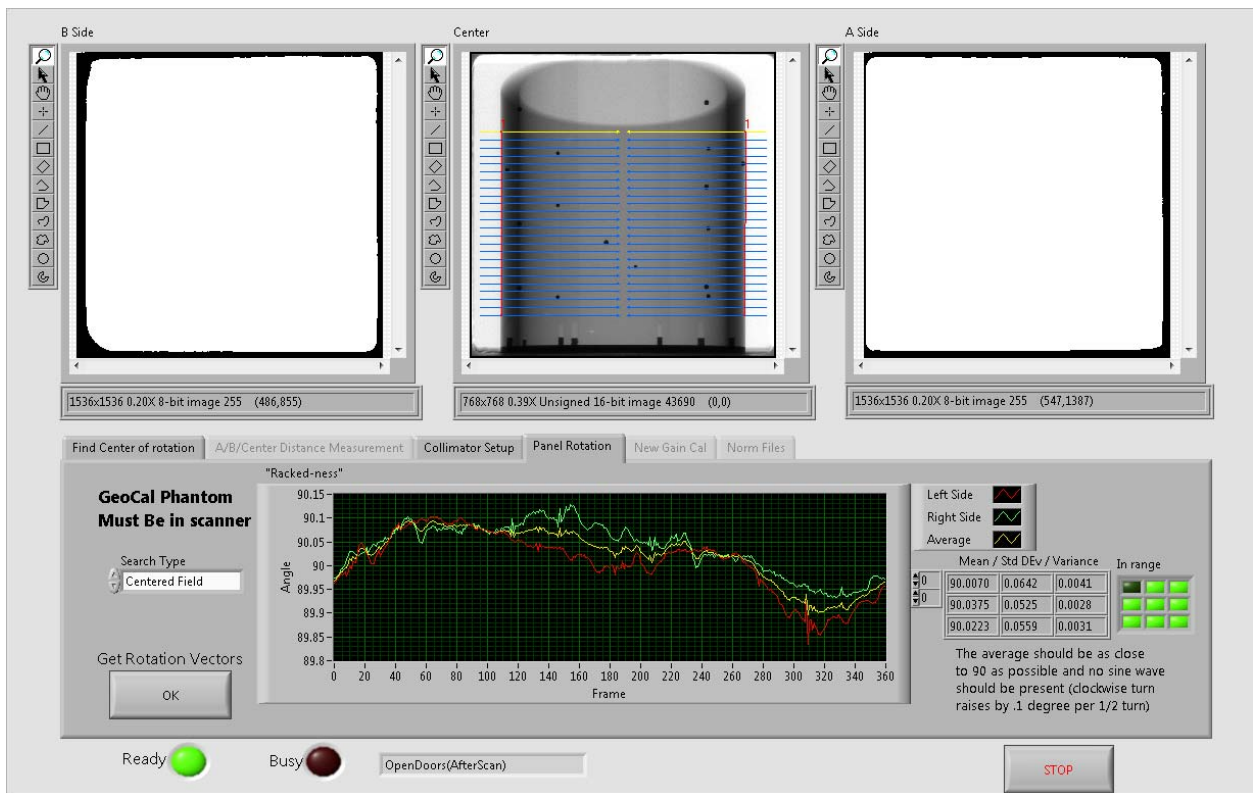 B Side
Center
A Side
1
1
1536x1536 0.20X 8-bit image 255 (486,855)
768x768 0.39X Unsigned 16-bit image 43690 (0,0)
1536x1536 0.20X 8-bit image 255 (547,1387)
Find Center of rotation
A/B/Center Distance Measurement
Collimator Setup
Panel Rotation
New Gain Cal
Norm Files
GeoCal Phantom
Must Be in scanner
Search Type
Centered Field
Get Rotation Vectors
OK
"Racked-ness"
90.15
90.1
90.05
90
89.95
89.9
89.85
89.8
Angle
0 20 40 60 80 100 120 140 160 180 200 220 240 260 280 300 320 340 360
Frame
Left Side
Right Side
Average
Mean / Std DEv / Variance
0
0
90.0070 0.0642 0.0041
90.0375 0.0525 0.0028
90.0223 0.0559 0.0031
In range
The average should be as close
to 90 as possible and no sine wave
should be present (clockwise turn
raises by .1 degree per 1/2 turn)
Ready
Busy
OpenDoors(AfterScan)
STOP